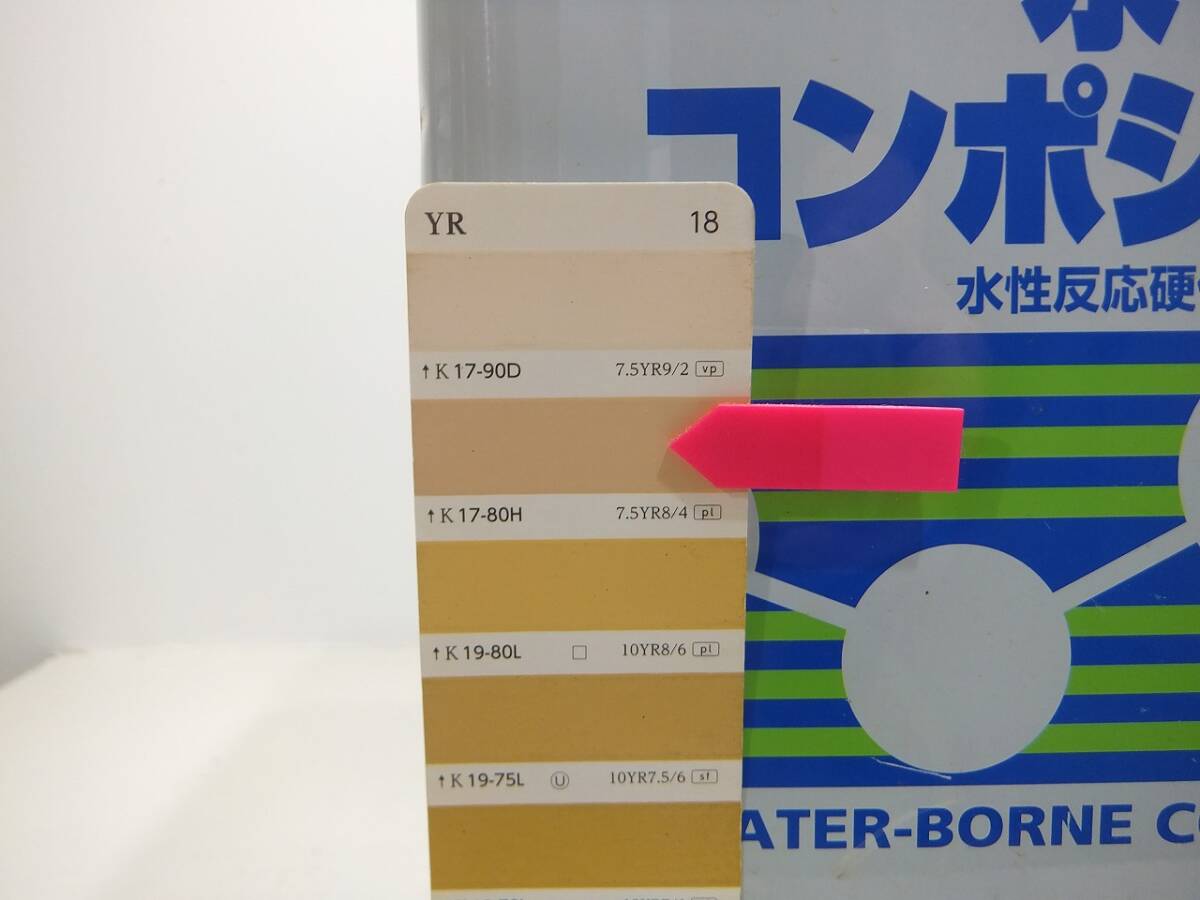 コンポシ
水性反応硬
YR 18
↑K 17-90D 7.5YR9/2 vp
↑K 17-80H 7.5YR8/4 pl
↑K 19-80L □ 10YR8/6 pl
↑K 19-75L Ⓤ 10YR7.5/6 sf
ATER-BORNE C